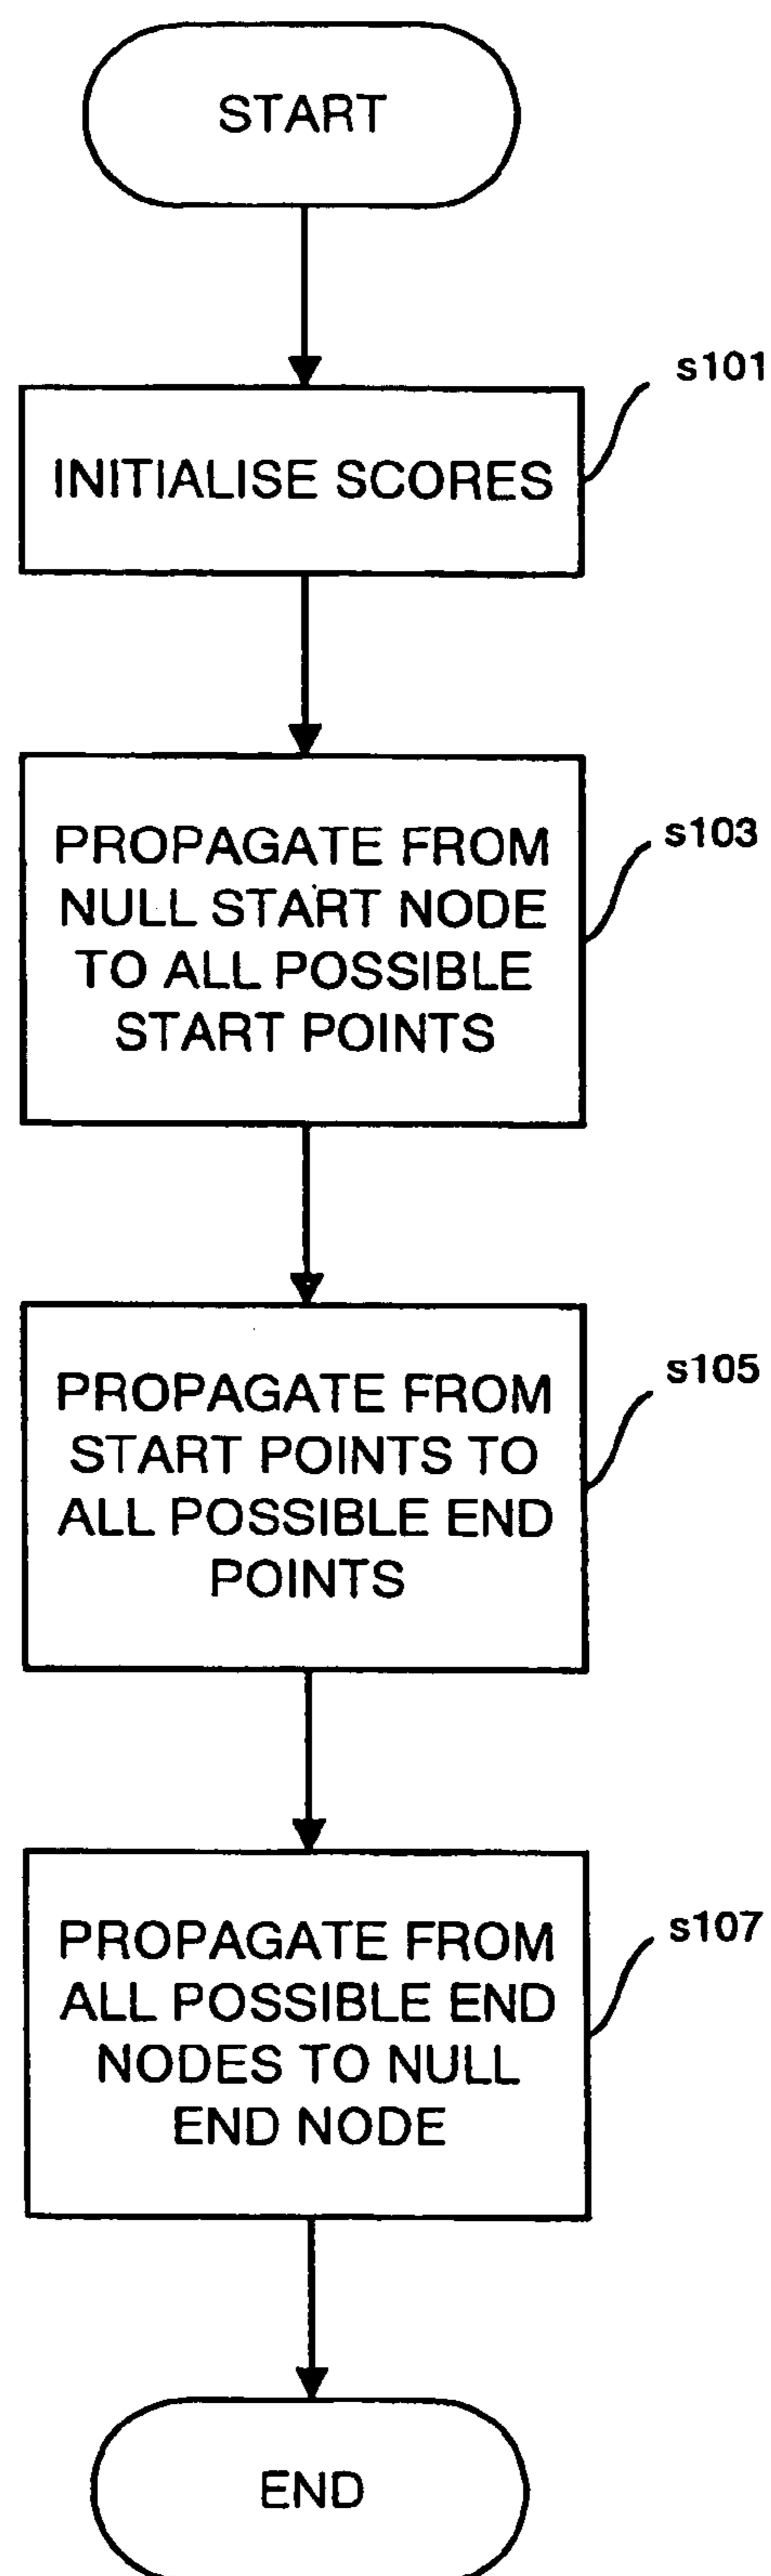 START
s101
INITIALISE SCORES
s103
PROPAGATE FROM
NULL START NODE
TO ALL POSSIBLE
START POINTS
s105
PROPAGATE FROM
START POINTS TO
ALL POSSIBLE END
POINTS
s107
PROPAGATE FROM
ALL POSSIBLE END
NODES TO NULL
END NODE
END